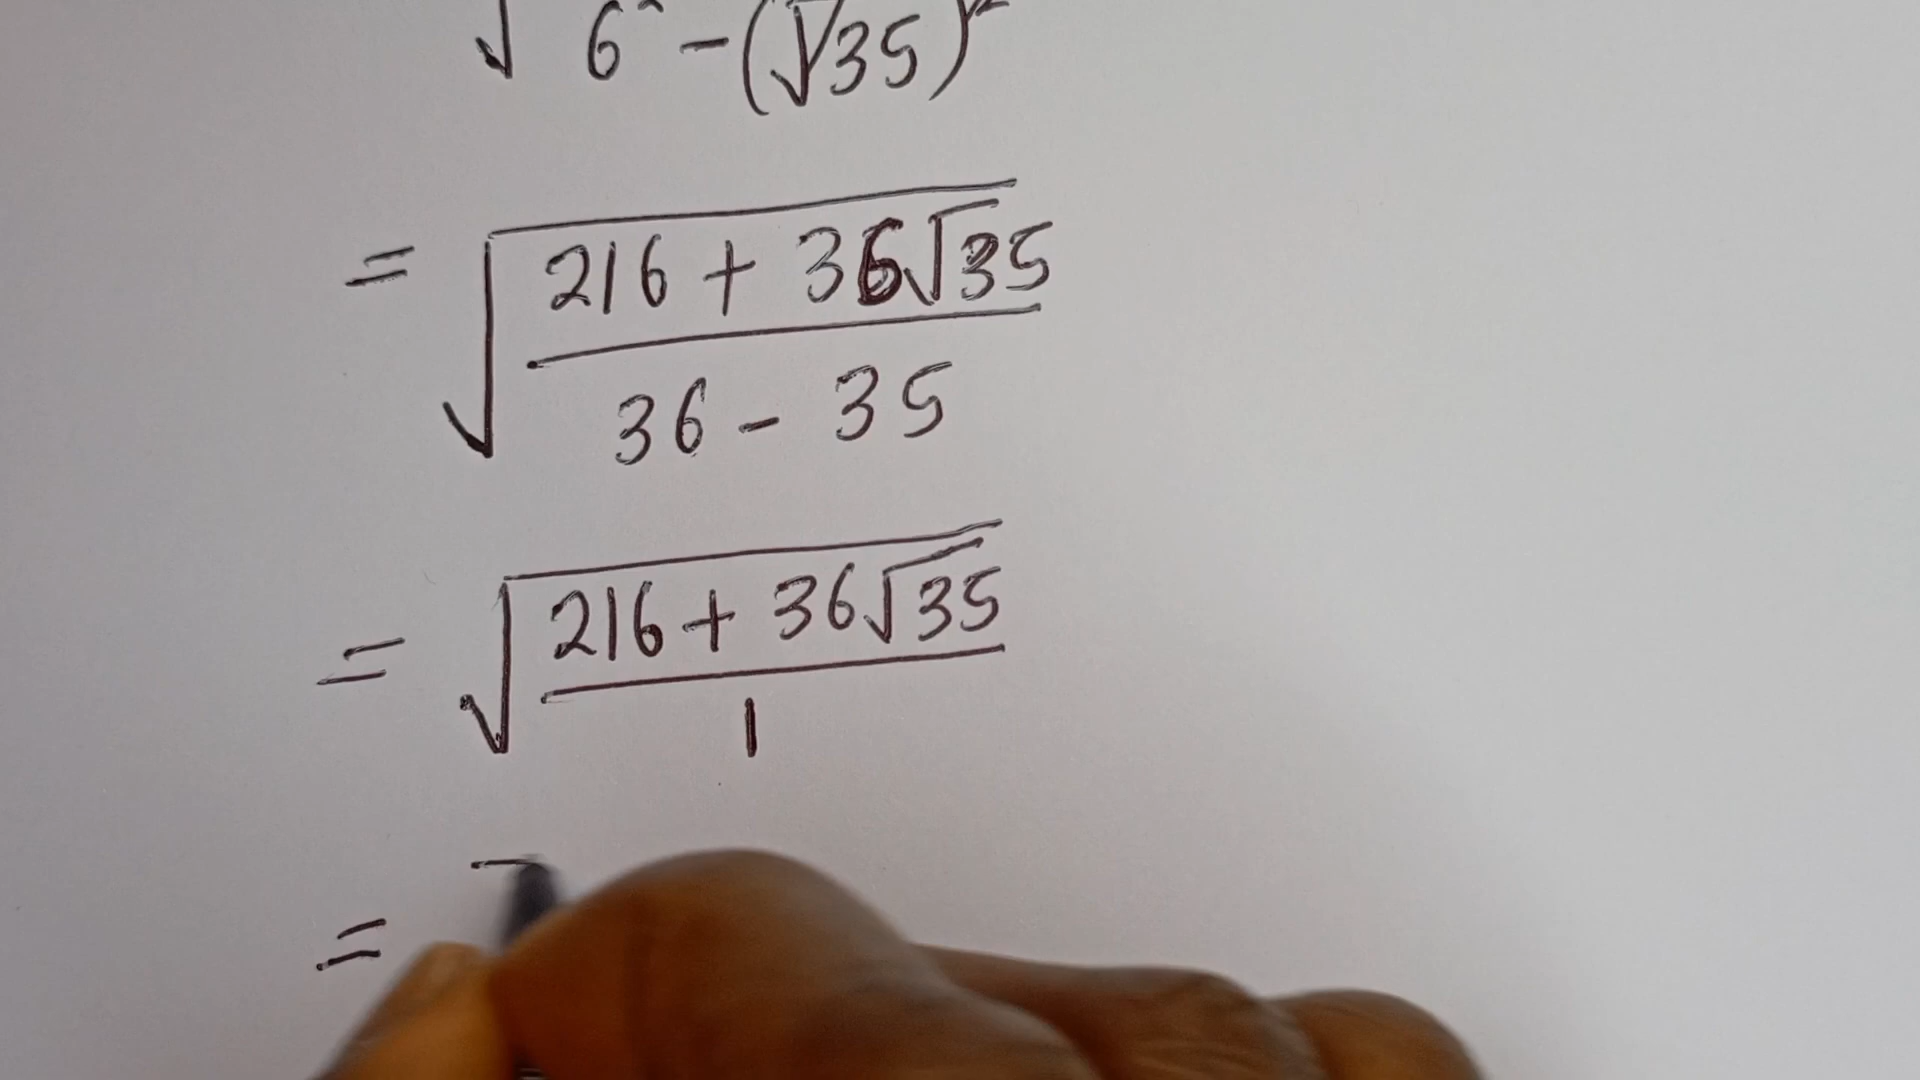 √ 6² - (√35)²
= √ 216 + 36√35
36 - 35
= √ 216 + 36√35
1
=